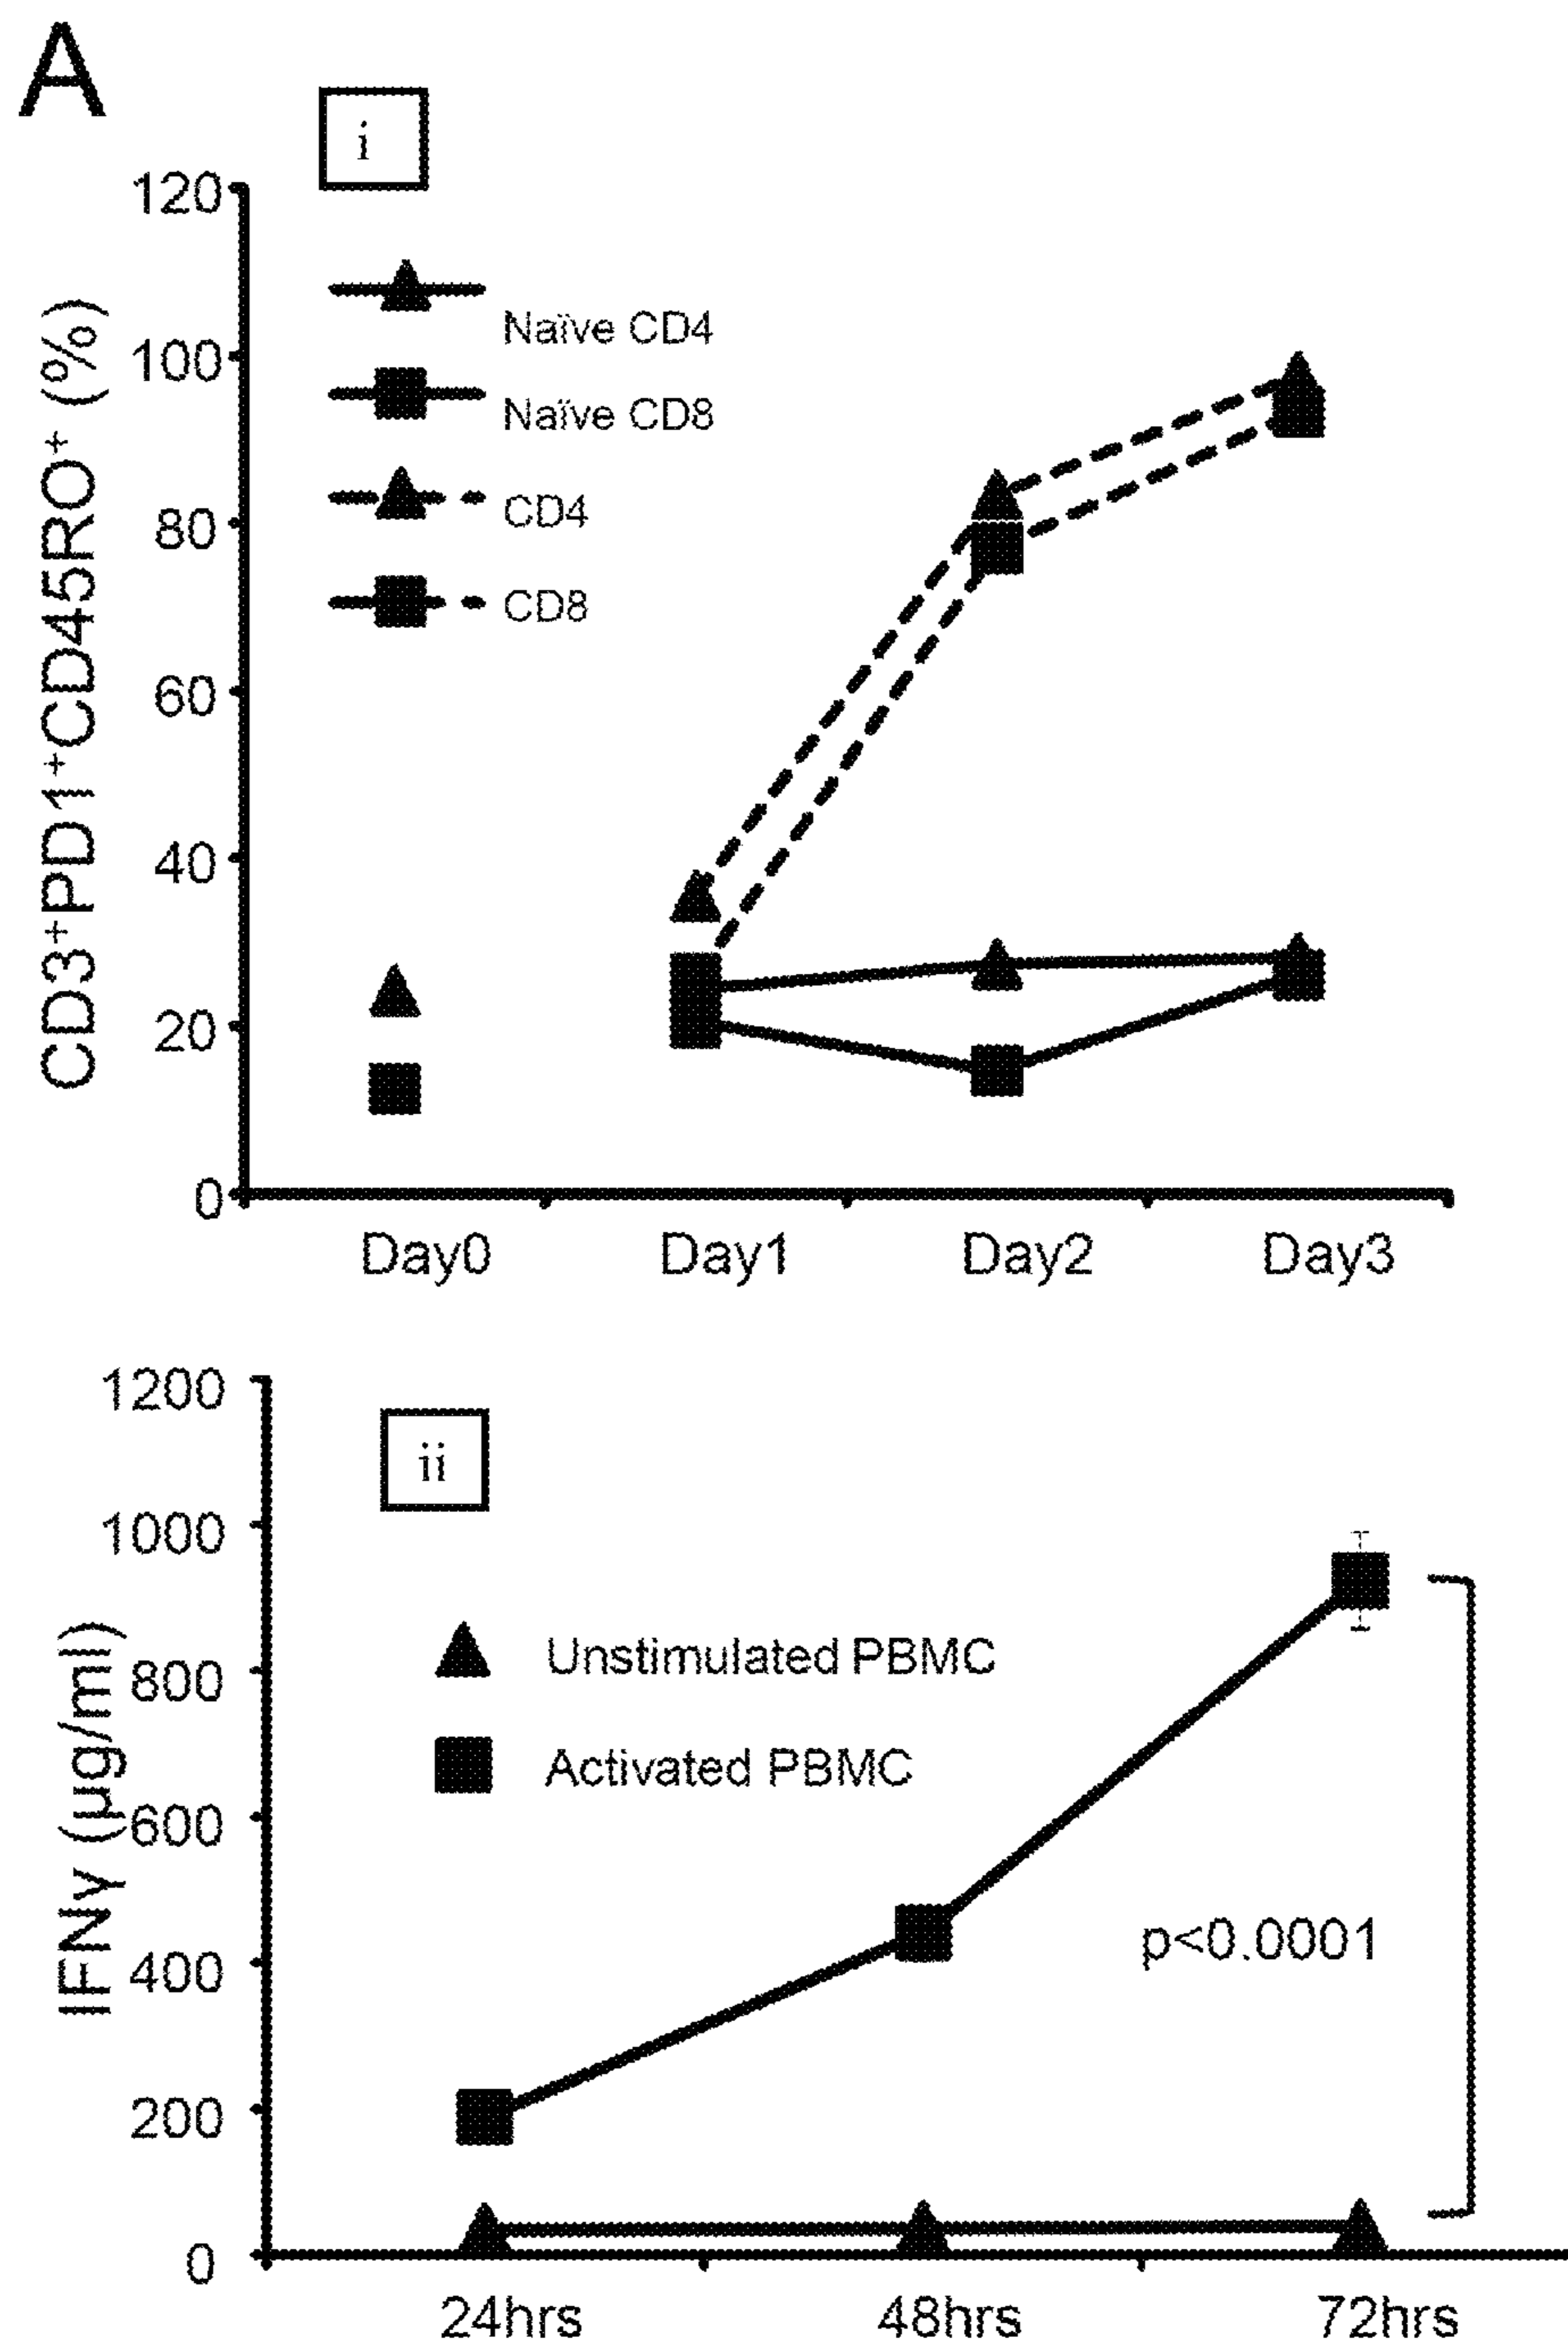 A
i
120
100
80
60
40
20
0
CD3⁺PD1⁺CD45RO⁺ (%)
Naïve CD4
Naïve CD8
CD4
CD8
Day0 Day1 Day2 Day3
ii
1200
1000
800
600
400
200
0
IFNγ (µg/ml)
Unstimulated PBMC
Activated PBMC
p<0.0001
24hrs 48hrs 72hrs